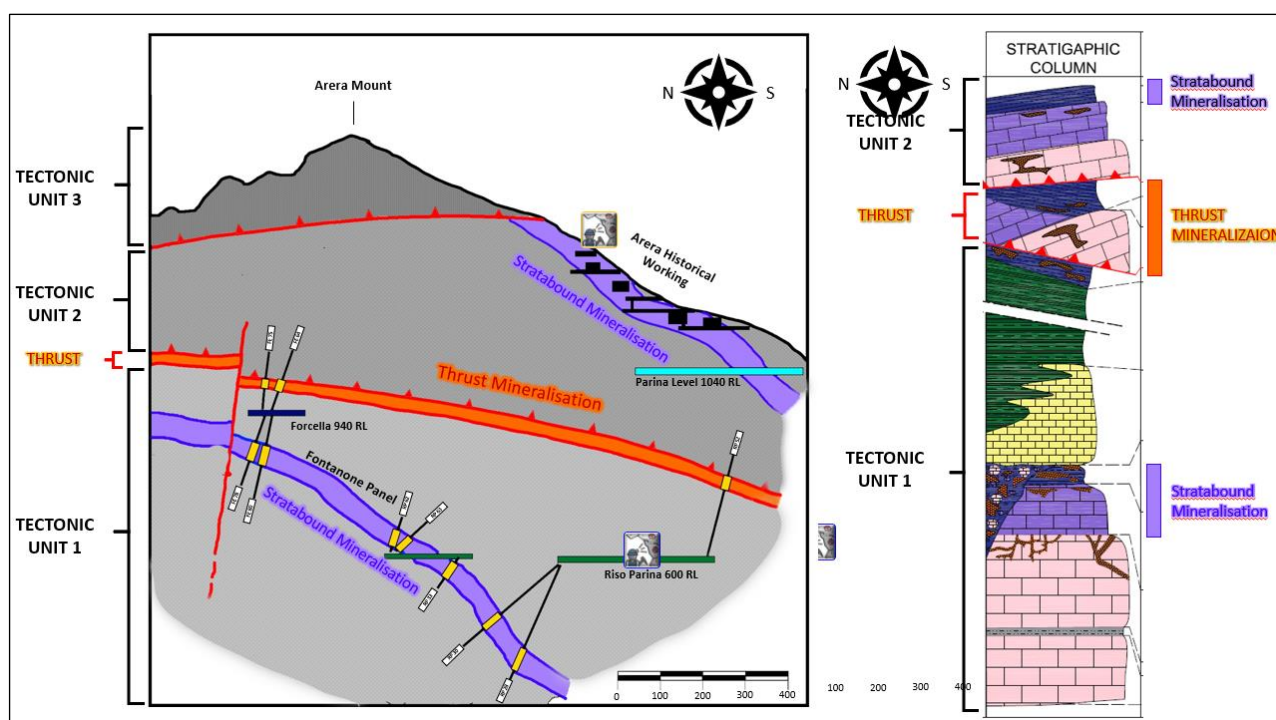 Arera Mount
N S
TECTONIC
UNIT 3
TECTONIC
UNIT 2
THRUST
TECTONIC
UNIT 1
Arera Historical
Working
Stratabound Mineralisation
Thrust Mineralisation
Parina Level 1040 RL
Forcella 940 RL
Fontanone Panel
Stratabound Mineralisation
Riso Parina 600 RL
0 100 200 300 400
100 200 300 400
STRATIGAPHIC
COLUMN
N S
TECTONIC
UNIT 2
THRUST
TECTONIC
UNIT 1
Stratabound
Mineralisation
THRUST
MINERALIZAION
Stratabound
Mineralisation